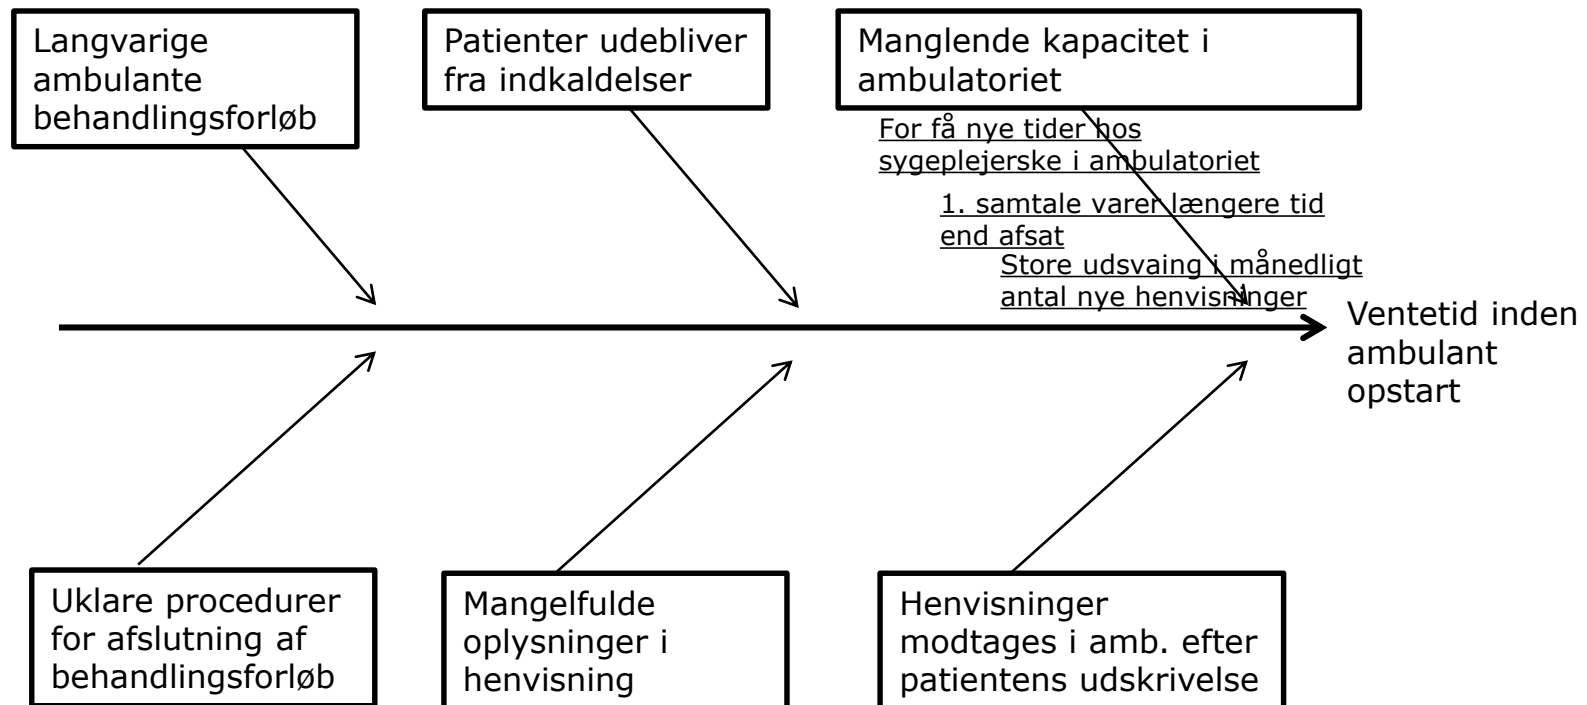 Langvarige
ambulante
behandlingsforløb
Patienter udebliver
fra indkaldelser
Manglende kapacitet i
ambulatoriet
For få nye tider hos
sygeplejerske i ambulatoriet
1. samtale varer længere tid
end afsat
Store udsvaing i månedligt
antal nye henvisninger
Ventetid inden
ambulant
opstart
Uklare procedurer
for afslutning af
behandlingsforløb
Mangelfulde
oplysninger i
henvisning
Henvisninger
modtages i amb. efter
patientens udskrivelse